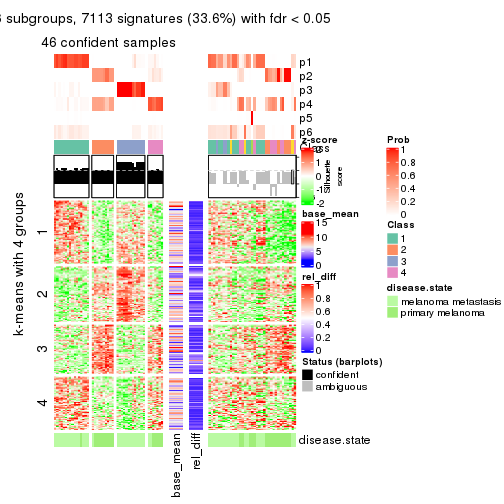 subgroups, 7113 signatures (33.6%) with fdr < 0.05
46 confident samples
p1
p2
p3
p4
p5
p6
Class
k-means with 4 groups
1
2
3
4
base_mean
rel_diff
disease.state
z-score
2
1
0
-1
-2
Silhouette
score
1
0
base_mean
15
10
5
0
rel_diff
1
0.8
0.6
0.4
0.2
0
Status (barplots)
confident
ambiguous
Prob
1
0.8
0.6
0.4
0.2
0
Class
1
2
3
4
disease.state
melanoma metastasis
primary melanoma